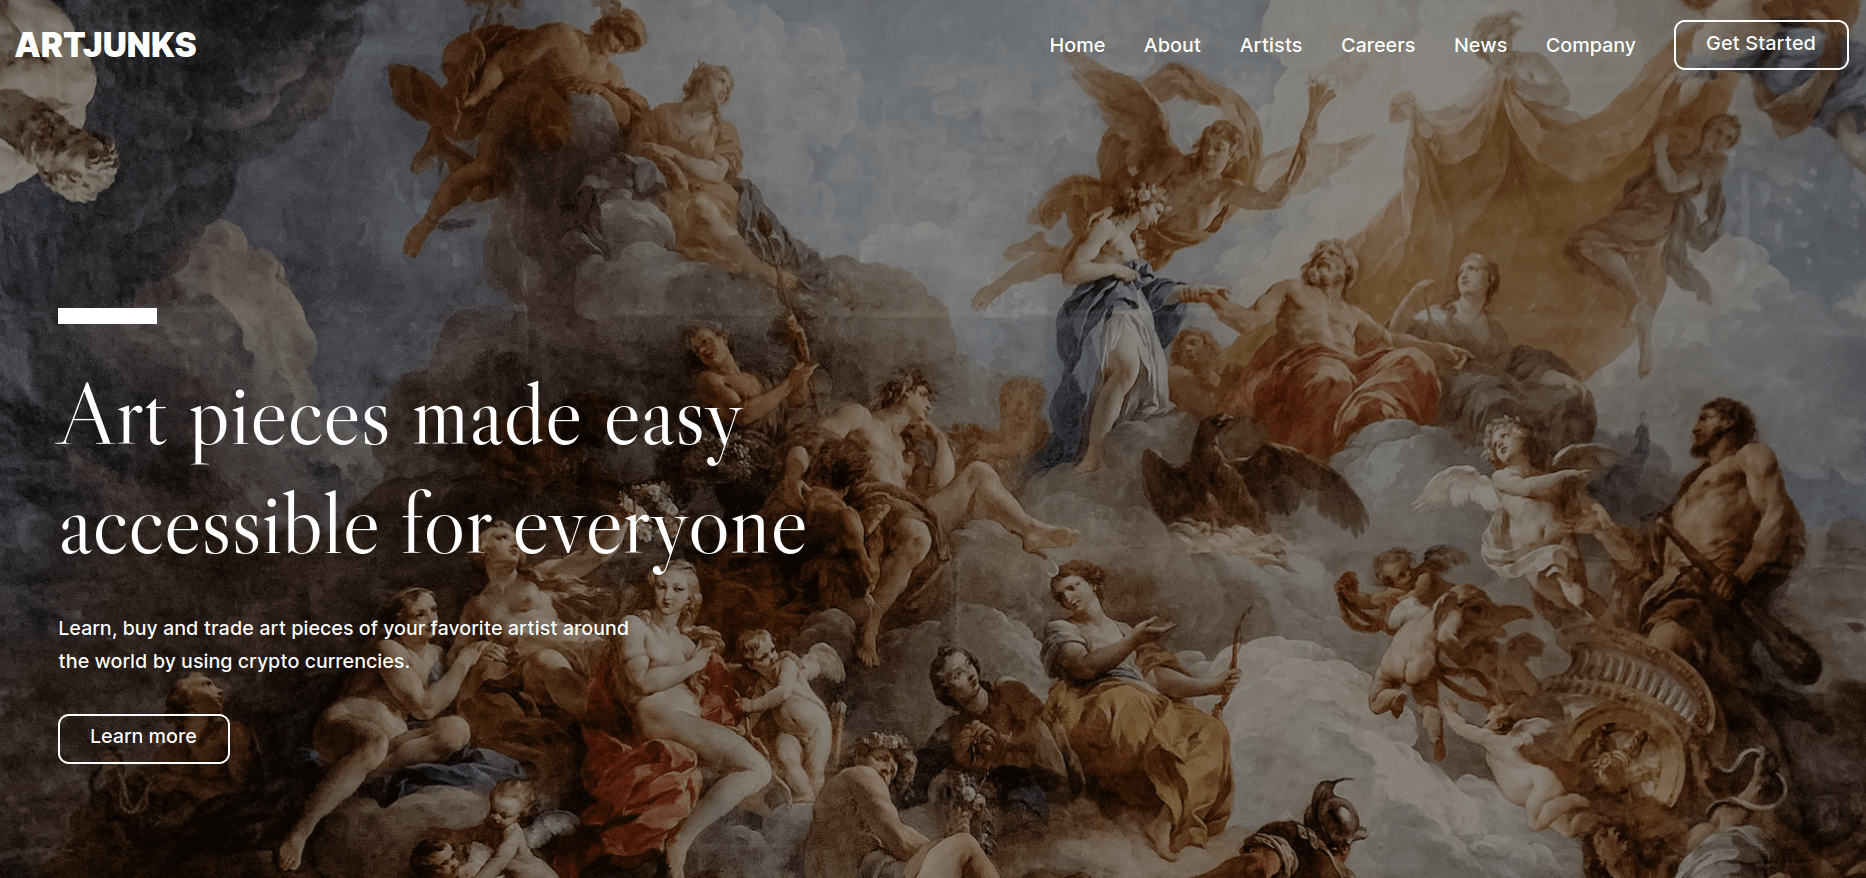 ARTJUNKS
Home About Artists Careers News Company Get Started
Art pieces made easy
accessible for everyone
Learn, buy and trade art pieces of your favorite artist around
the world by using crypto currencies.
Learn more